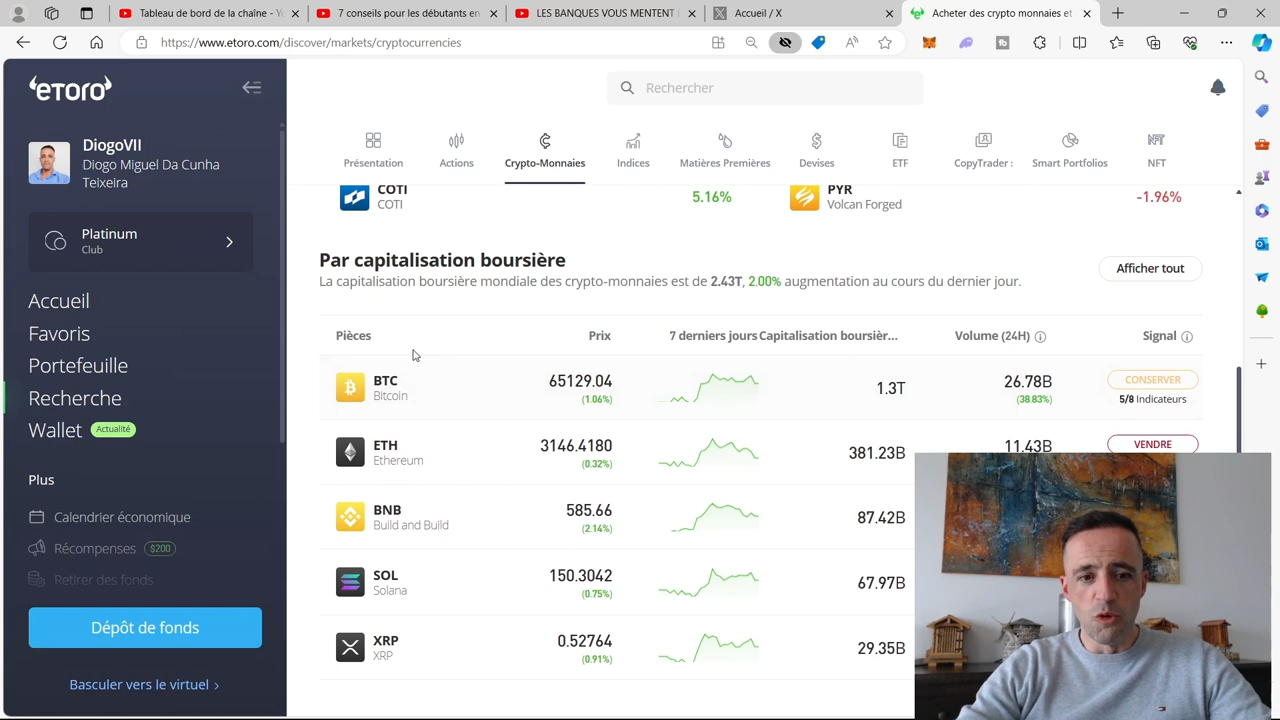 Tableau de bord de la chaîne - Y
7 conseils pour les débutants en
LES BANQUES VOUS MENTENT
Accueil / X
Acheter des crypto monnaies et
https://www.etoro.com/discover/markets/cryptocurrencies
eToro
Rechercher
DiogoVII
Diogo Miguel Da Cunha
Teixeira
Platinum
Club
Accueil
Favoris
Portefeuille
Recherche
Wallet Actualité
Plus
Calendrier économique
Récompenses $200
Retirer des fonds
Dépôt de fonds
Basculer vers le virtuel >
Présentation Actions Crypto-Monnaies Indices Matières Premières Devises ETF CopyTrader : Smart Portfolios NFT
COTI
COTI
5.16%
PYR
Volcan Forged
-1.96%
Par capitalisation boursière
La capitalisation boursière mondiale des crypto-monnaies est de 2.43T, 2.00% augmentation au cours du dernier jour.
Afficher tout
Pièces Prix 7 derniers jours Capitalisation boursièr... Volume (24H) Signal
BTC
Bitcoin
65129.04
(1.06%)
1.3T
26.78B
(38.83%)
CONSERVER
5/8 Indicateurs
ETH
Ethereum
3146.4180
(0.32%)
381.23B
11.43B
VENDRE
BNB
Build and Build
585.66
(2.14%)
87.42B
SOL
Solana
150.3042
(0.75%)
67.97B
XRP
XRP
0.52764
(0.91%)
29.35B